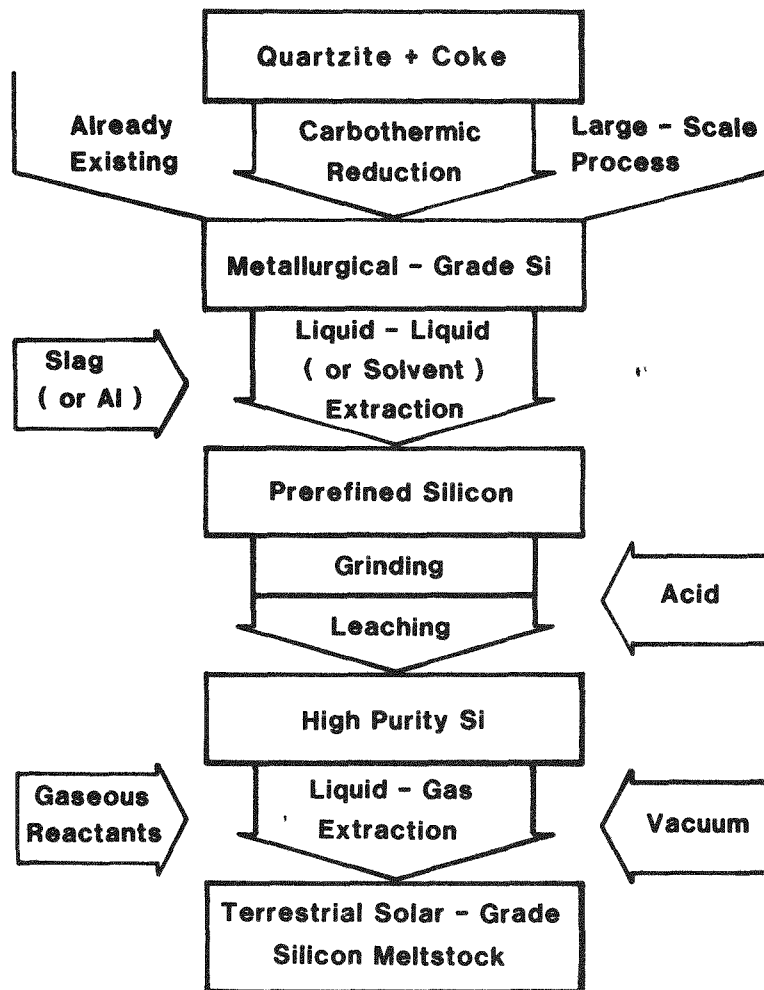 Quartzite + Coke
Already
Existing
Carbothermic
Reduction
Large - Scale
Process
Metallurgical - Grade Si
Slag
( or Al )
Liquid - Liquid
( or Solvent )
Extraction
Prerefined Silicon
Grinding
Leaching
Acid
High Purity Si
Gaseous
Reactants
Liquid - Gas
Extraction
Vacuum
Terrestrial Solar - Grade
Silicon Meltstock